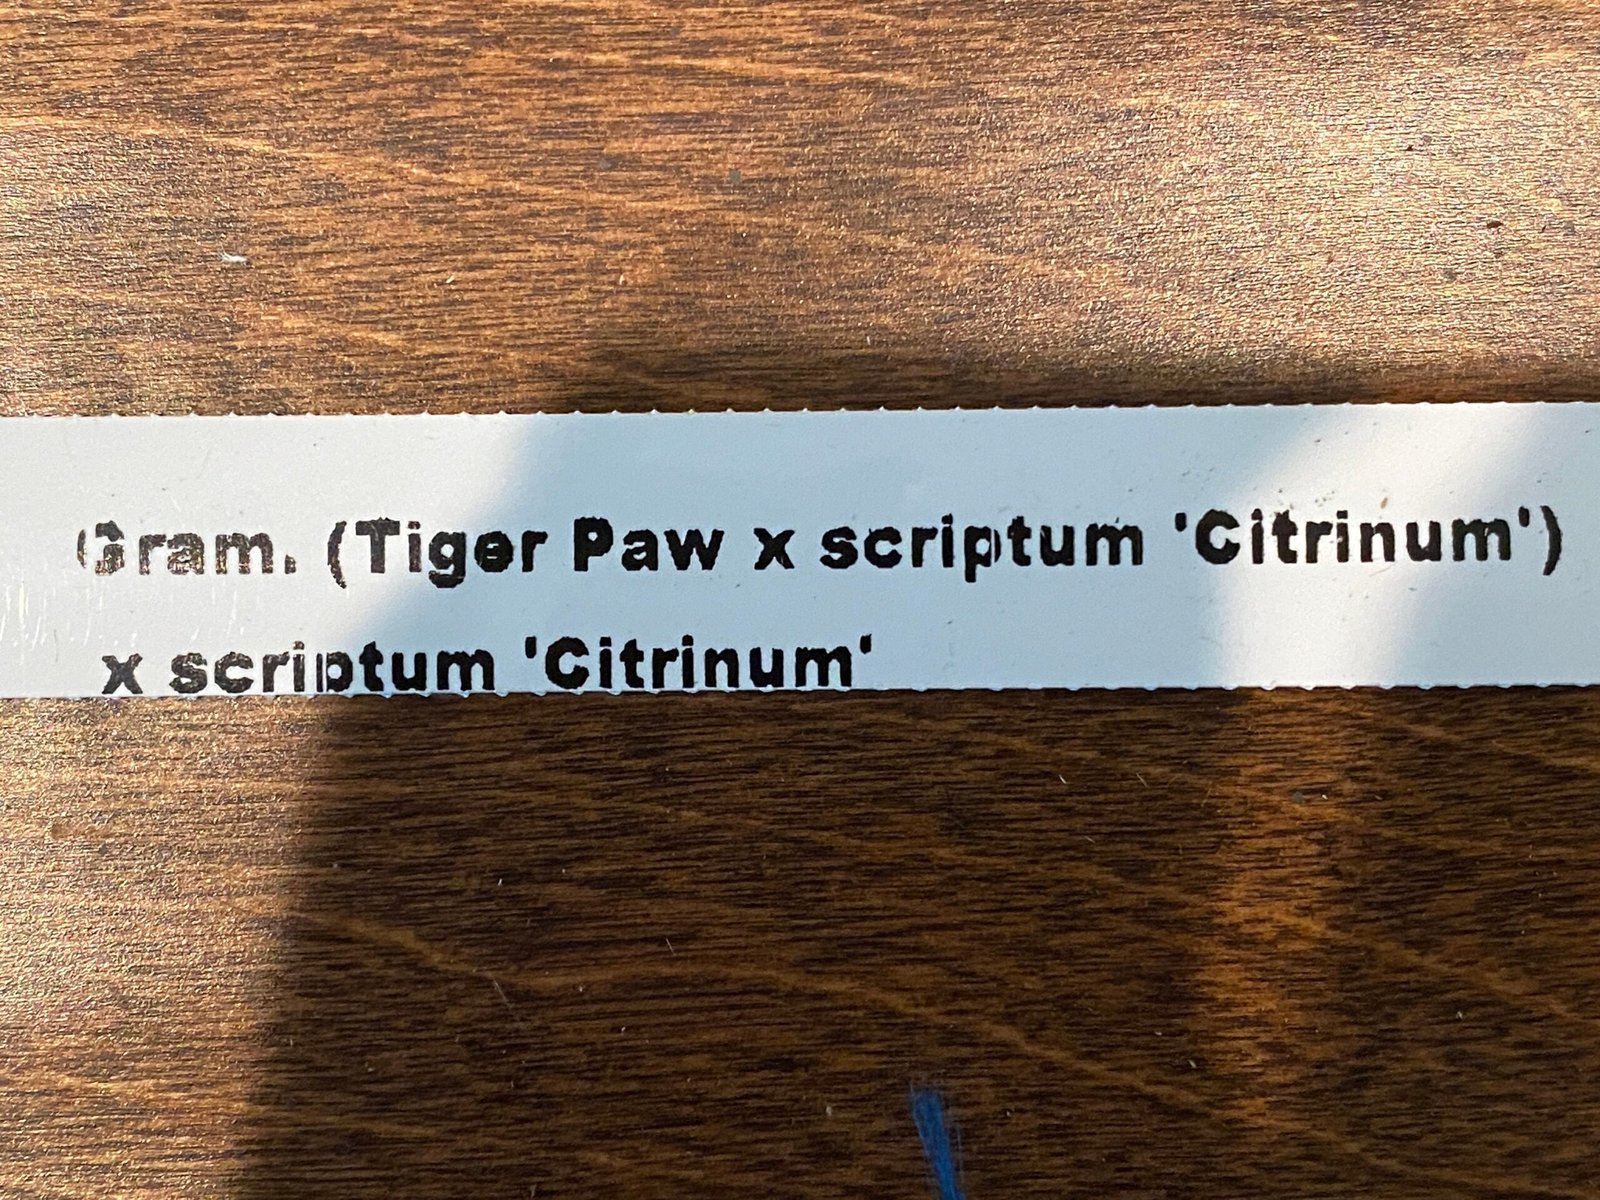 Gram. (Tiger Paw x scriptum 'Citrinum')
x scriptum 'Citrinum'